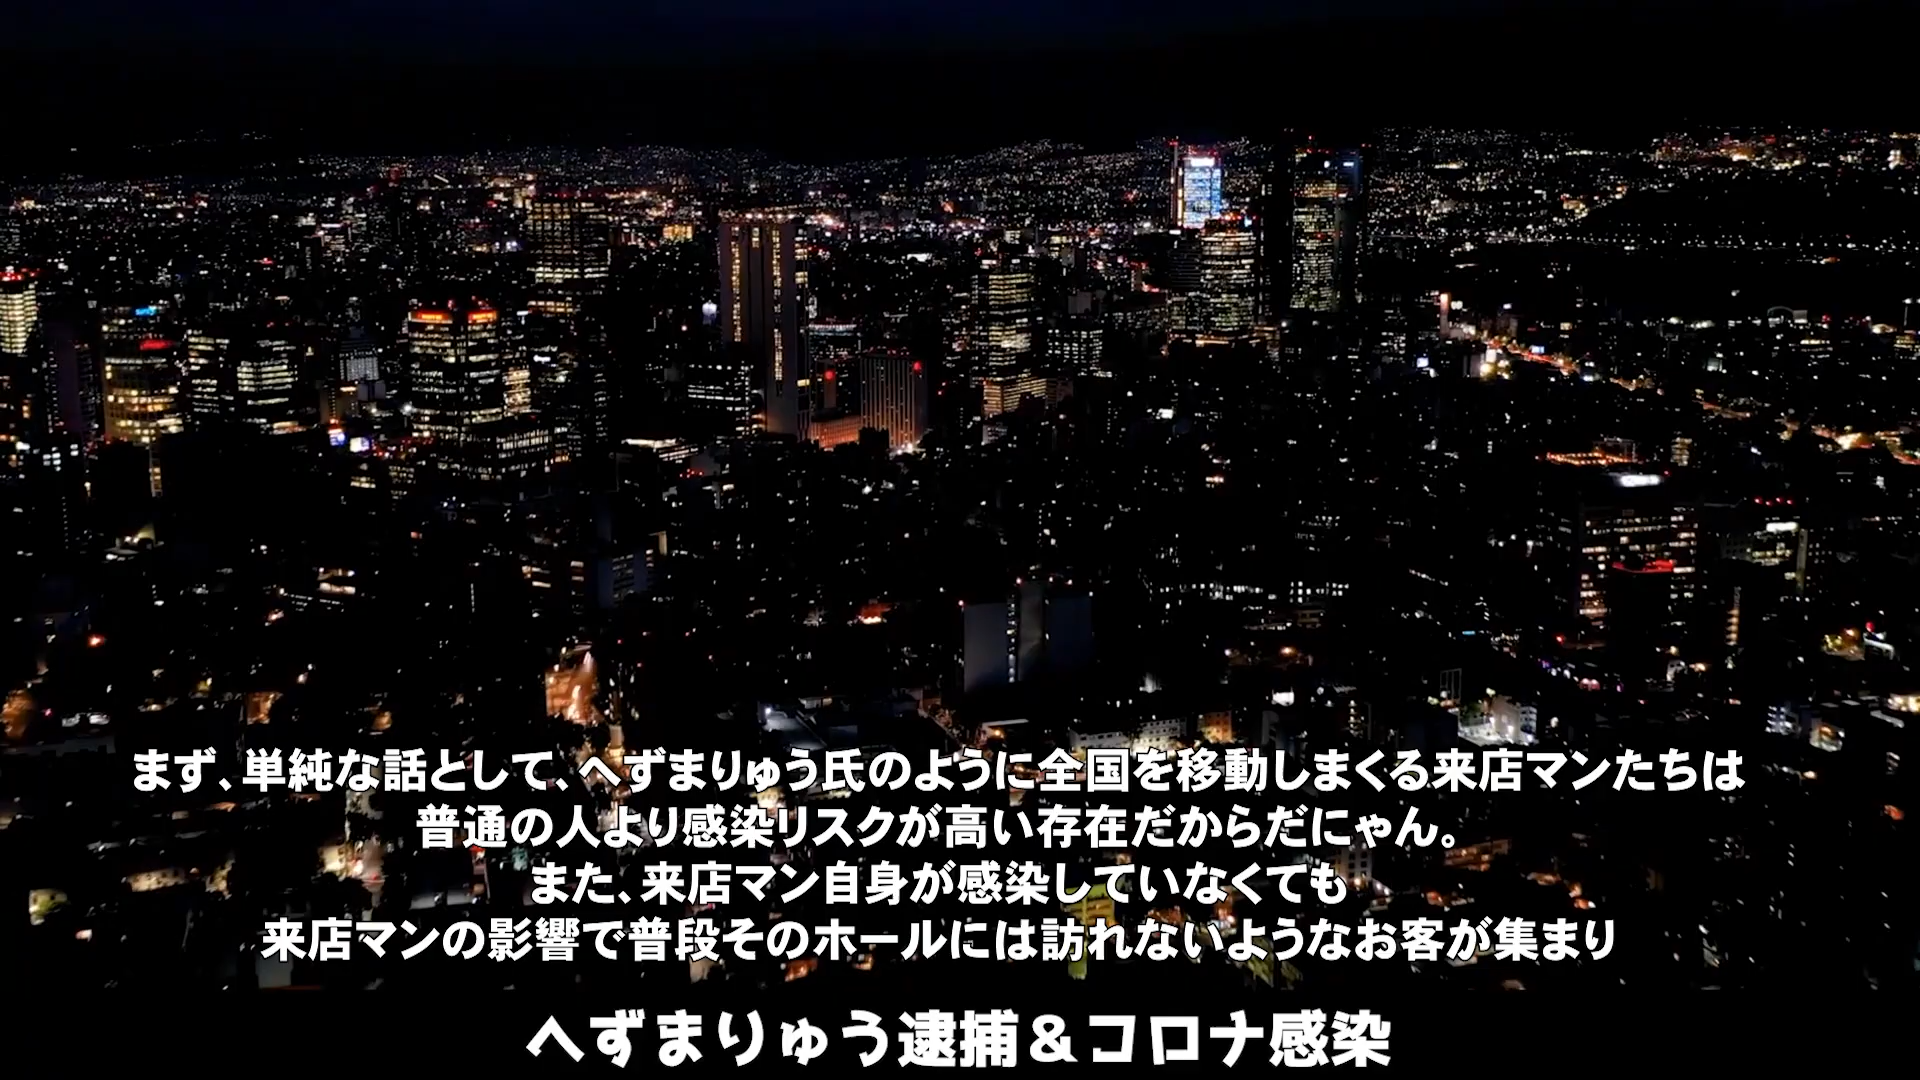 まず、単純な話として、へずまりゅう氏のように全国を移動しまくる来店マンたちは
普通の人より感染リスクが高い存在だからだにゃん。
また、来店マン自身が感染していなくても
来店マンの影響で普段そのホールには訪れないようなお客が集まり
へずまりゅう逮捕＆コロナ感染